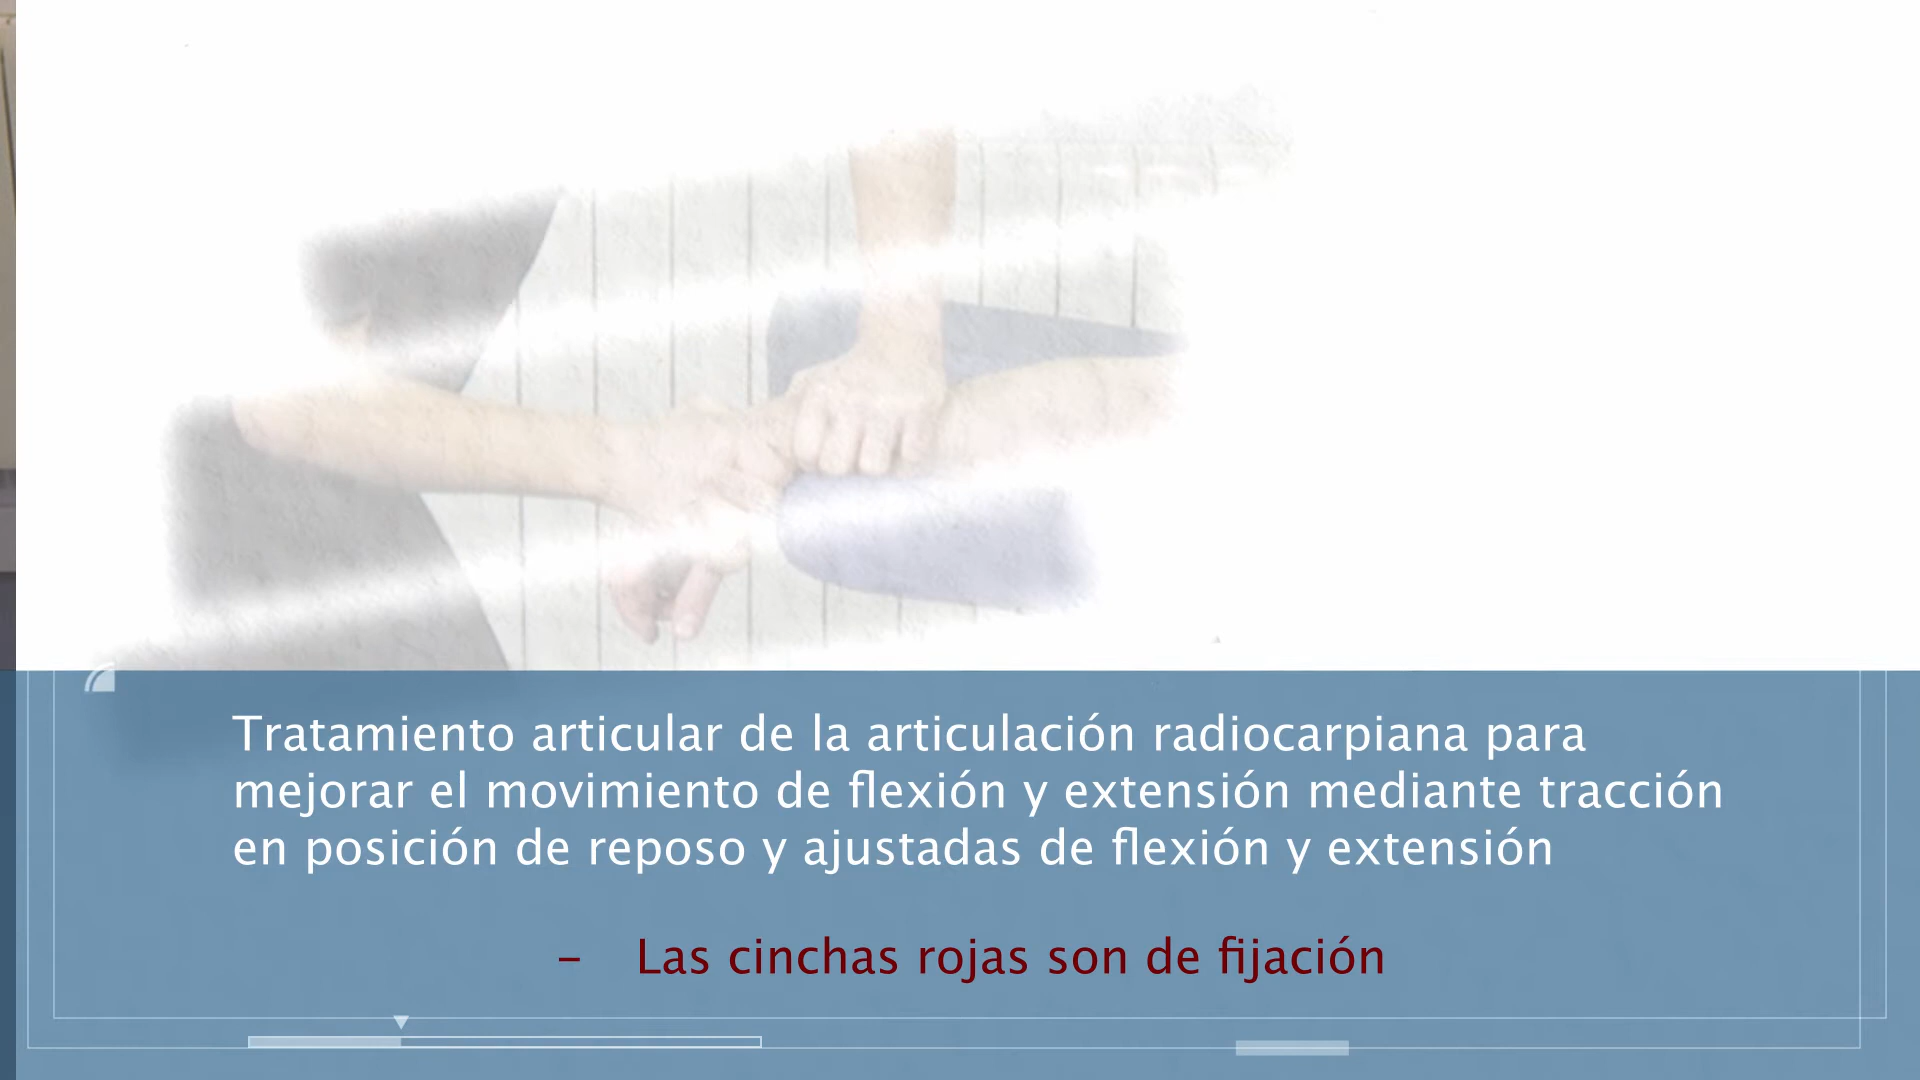 Tratamiento articular de la articulación radiocarpiana para
mejorar el movimiento de flexión y extensión mediante tracción
en posición de reposo y ajustadas de flexión y extensión
- Las cinchas rojas son de fijación